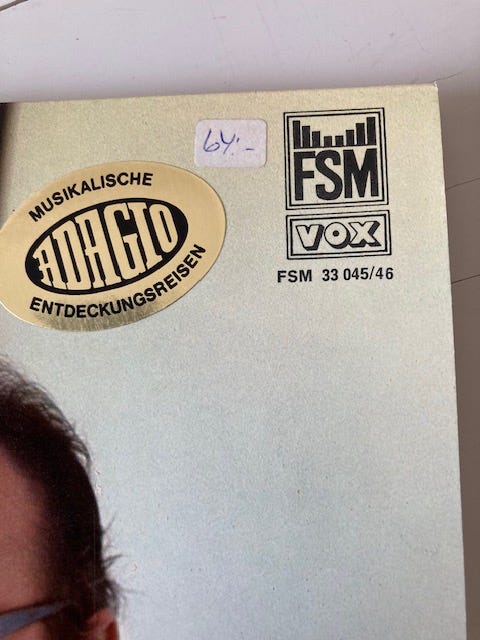 64:-
FSM
MUSIKALISCHE
ADAGIO
ENTDECKUNGSREISEN
VOX
FSM 33 045/46